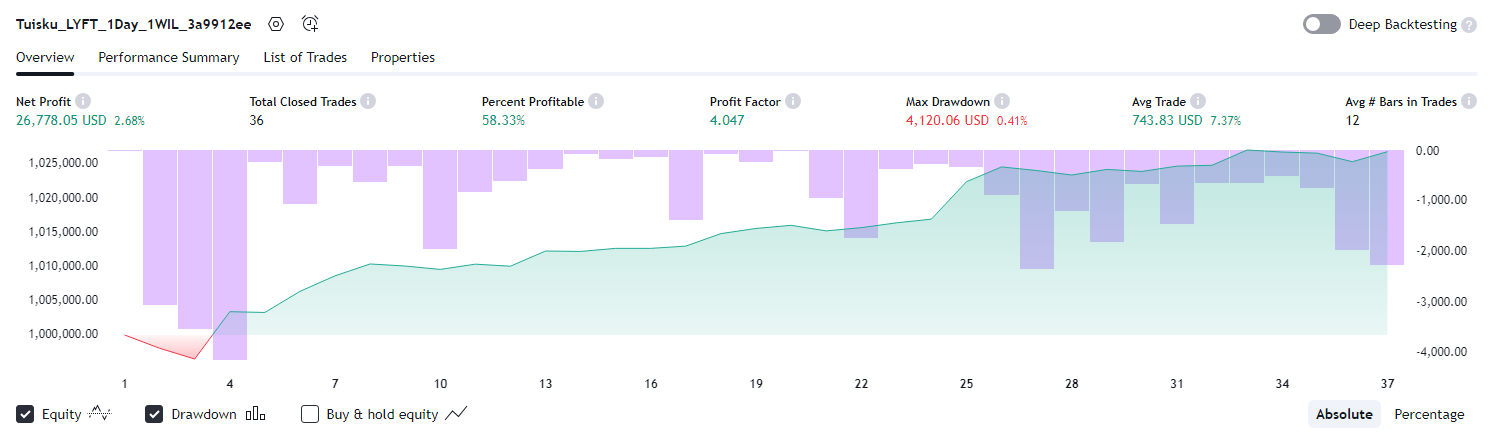 Tuisku_LYFT_1Day_1WIL_3a9912ee Deep Backtesting ?
Overview Performance Summary List of Trades Properties
Net Profit i Total Closed Trades i Percent Profitable i Profit Factor i Max Drawdown i Avg Trade i Avg # Bars in Trades i
26,778.05 USD 2.68% 36 58.33% 4.047 4,120.06 USD 0.41% 743.83 USD 7.37% 12
1,025,000.00 0.00
1,020,000.00 -1,000.00
1,015,000.00
1,010,000.00 -2,000.00
1,005,000.00 -3,000.00
1,000,000.00
-4,000.00
1 4 7 10 13 16 19 22 25 28 31 34 37
Equity Drawdown Buy & hold equity Absolute Percentage